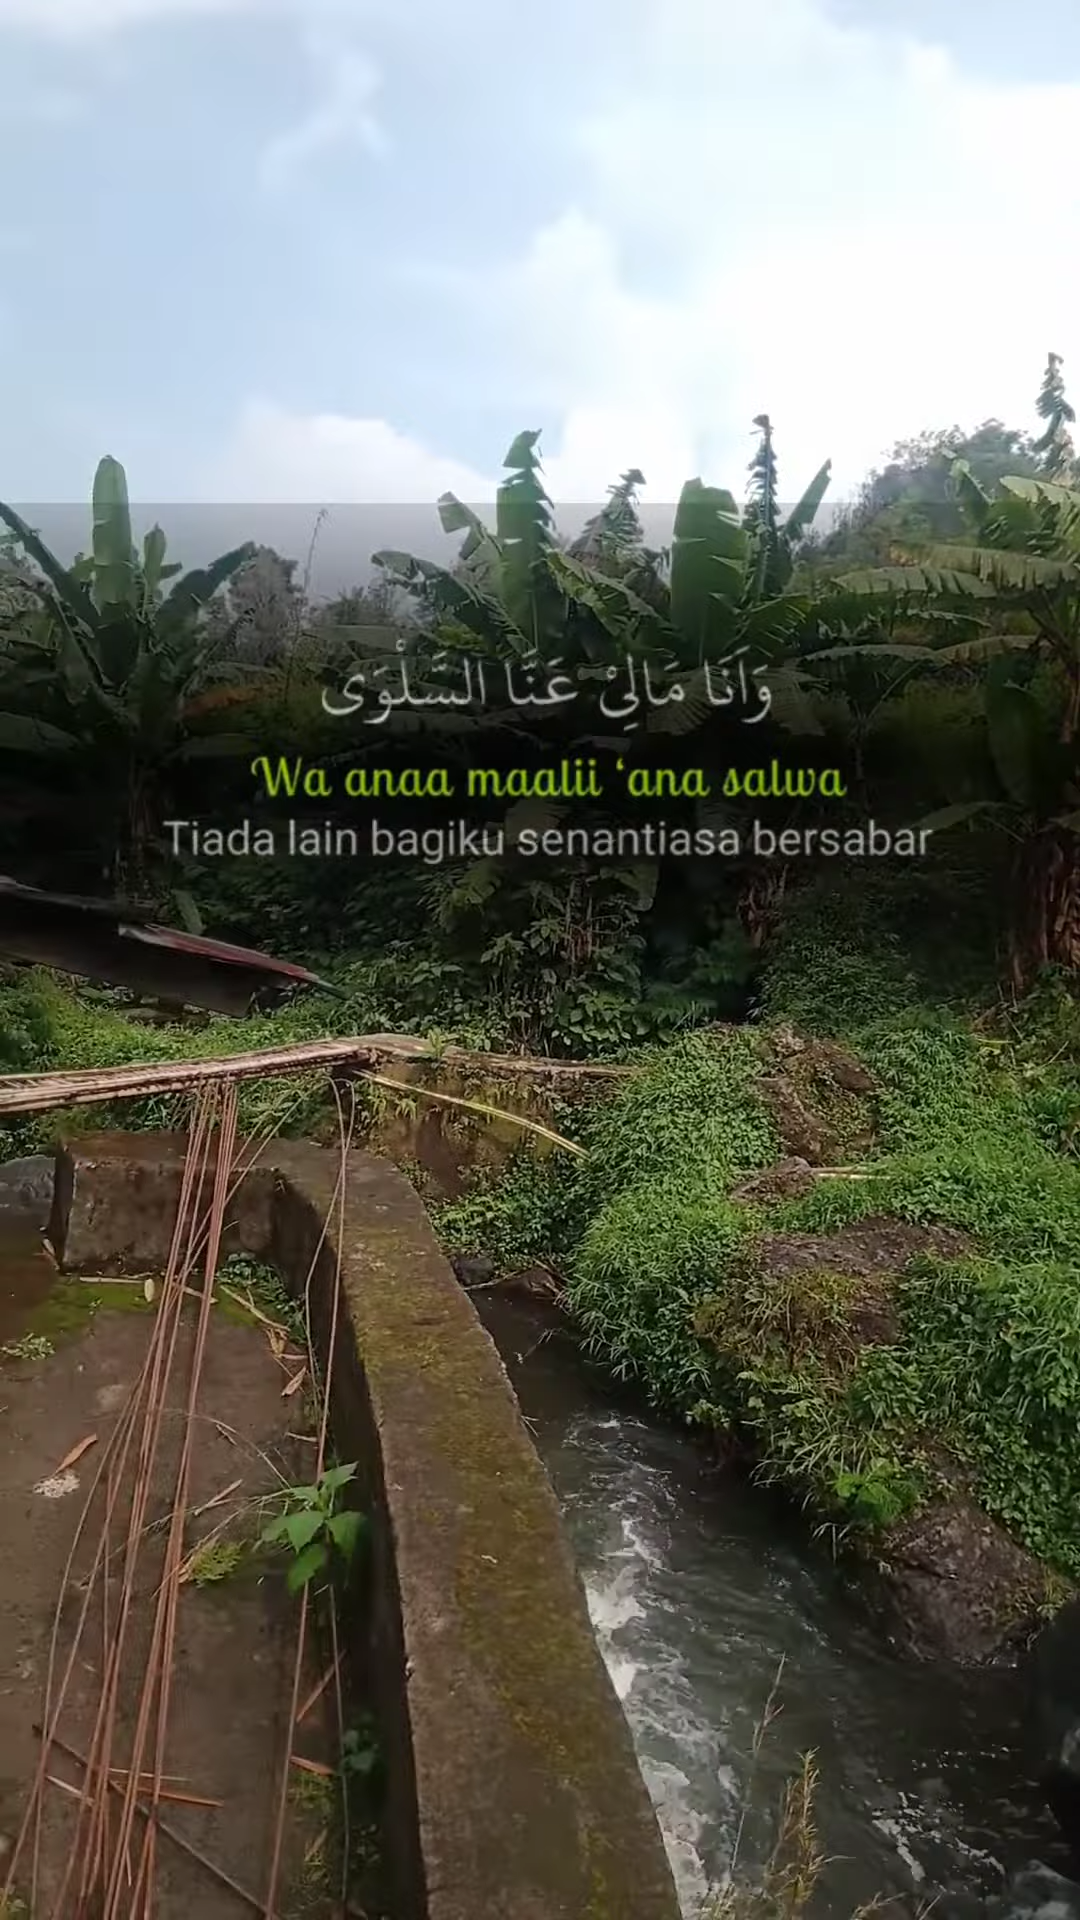 وَاَنَا مَالِيْ عَنَّا السَّلْوَى
Wa anaa maalii ‘ana salwa
Tiada lain bagiku senantiasa bersabar